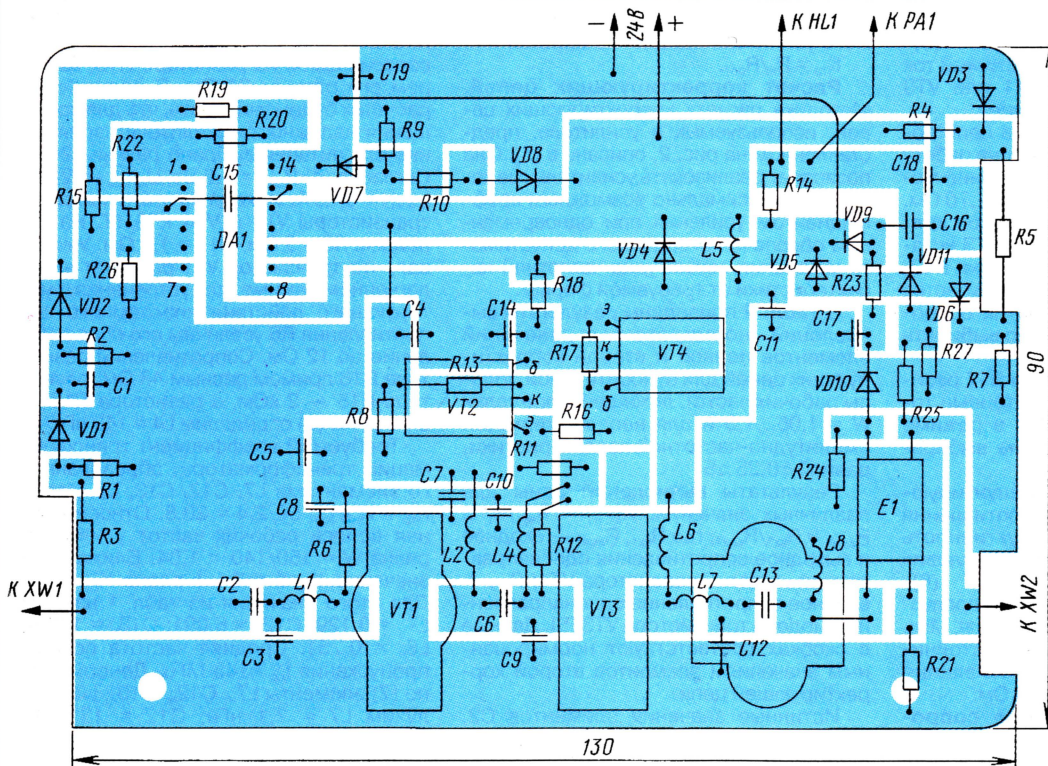 − 24В +
К HL1
К PA1
C19
VD3
R19
R20
R9
R4
R22
1
C15
14
VD8
C18
R15
VD7
R10
R14
DA1
VD9
C16
R5
R26
VD4
L5
VD5
VD11
R23
7
8
R18
VD2
VD6
C4
C14
C17
C11
R2
э
к
б
R17
VT4
R27
R7
90
R13
б
к
э
VT2
C1
VD10
R8
R25
R16
VD1
C5
R11
R24
R1
C7
C10
C8
E1
R3
R6
L2
L4
R12
L6
L8
К XW1
C2
L1
VT1
C6
VT3
L7
C13
К XW2
C3
C9
C12
R21
130